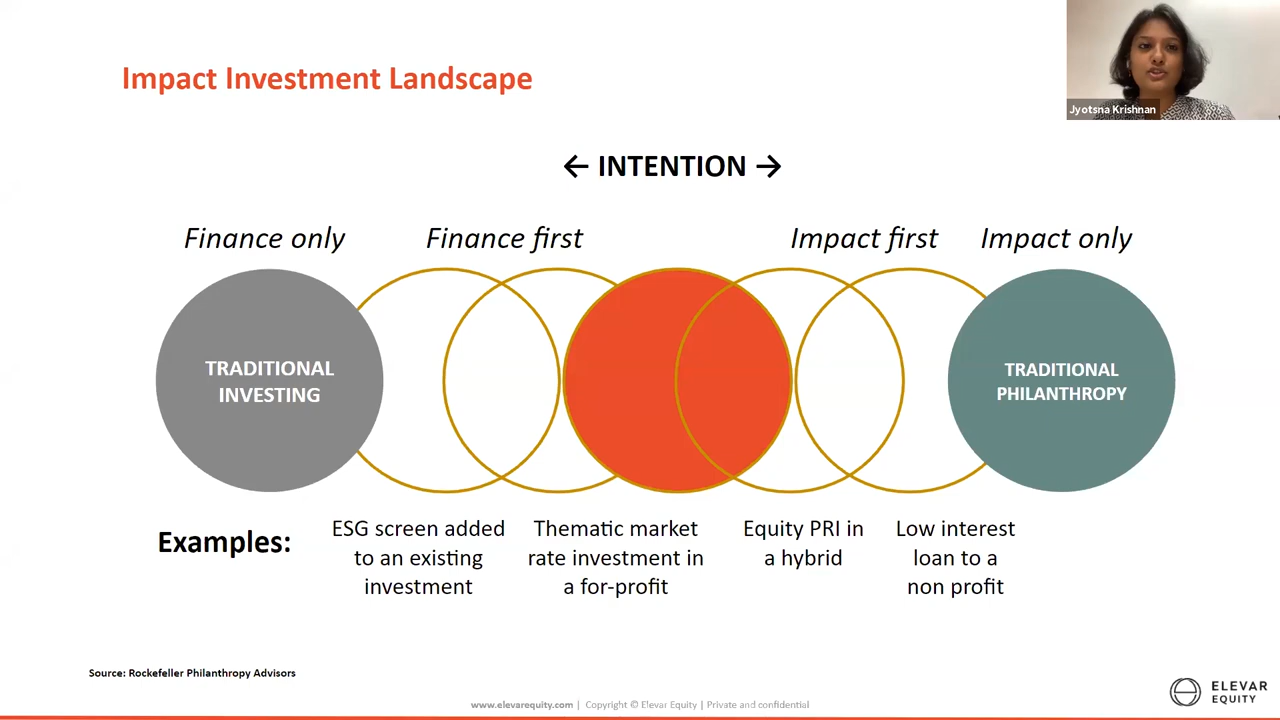 Impact Investment Landscape
Jyotsna Krishnan
← INTENTION →
Finance only
Finance first
Impact first
Impact only
TRADITIONAL
INVESTING
TRADITIONAL
PHILANTHROPY
Examples:
ESG screen added
to an existing
investment
Thematic market
rate investment in
a for-profit
Equity PRI in
a hybrid
Low interest
loan to a
non profit
Source: Rockefeller Philanthropy Advisors
www.elevarequity.com | Copyright © Elevar Equity | Private and confidential
ELEVAR
EQUITY